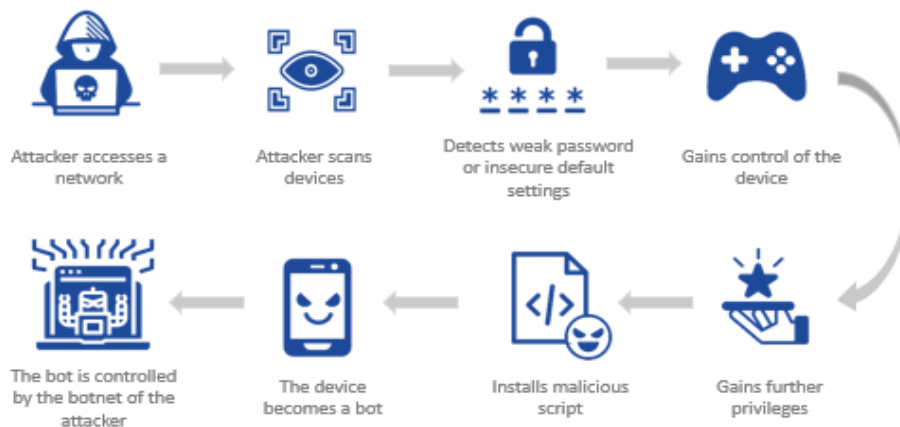 Attacker accesses a
network
Attacker scans
devices
Detects weak password
or insecure default
settings
Gains control of the
device
Gains further
privileges
Installs malicious
script
The device
becomes a bot
The bot is controlled
by the botnet of the
attacker